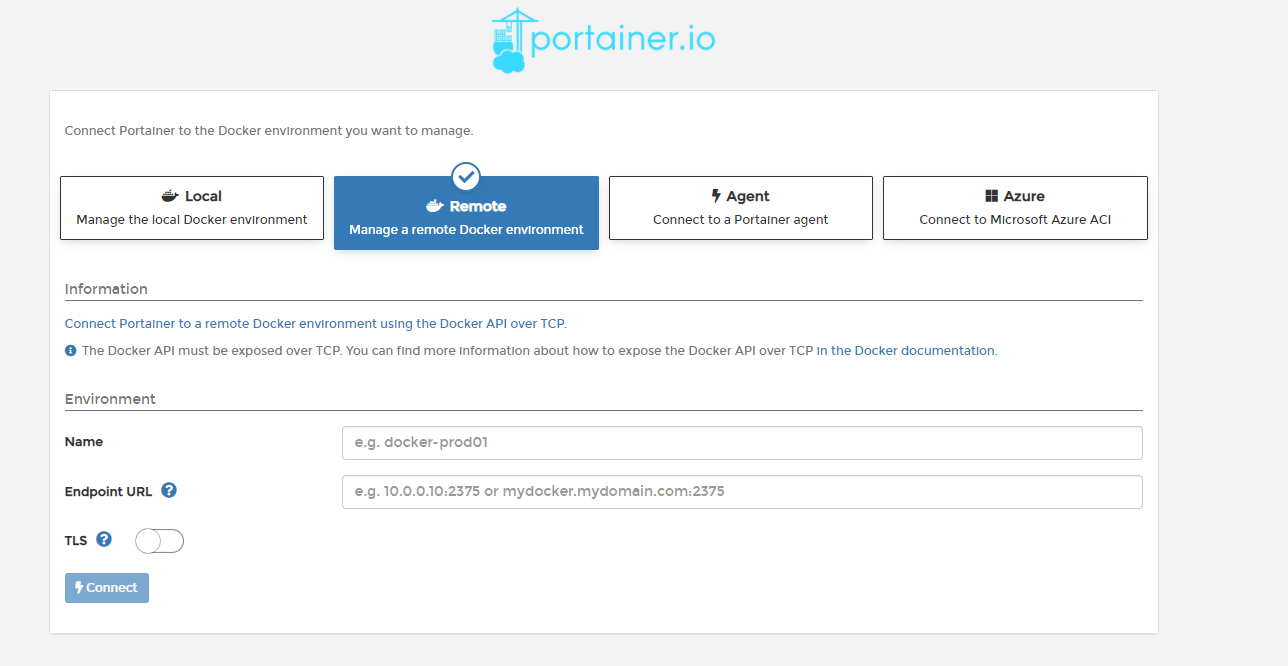 portainer.io
Connect Portainer to the Docker environment you want to manage.
Local
Manage the local Docker environment
Remote
Manage a remote Docker environment
Agent
Connect to a Portainer agent
Azure
Connect to Microsoft Azure ACI
Information
Connect Portainer to a remote Docker environment using the Docker API over TCP.
The Docker API must be exposed over TCP. You can find more information about how to expose the Docker API over TCP in the Docker documentation.
Environment
Name
e.g. docker-prod01
Endpoint URL
e.g. 10.0.0.10:2375 or mydocker.mydomain.com:2375
TLS
Connect